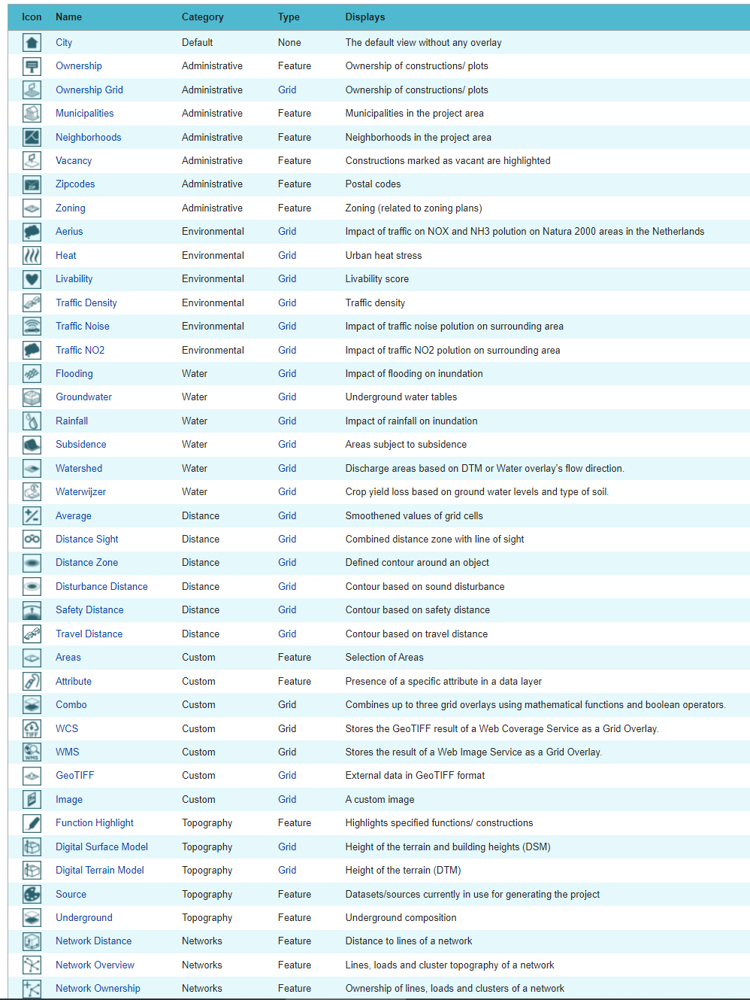 Icon Name Category Type Displays
City Default None The default view without any overlay
Ownership Administrative Feature Ownership of constructions/ plots
Ownership Grid Administrative Grid Ownership of constructions/ plots
Municipalities Administrative Feature Municipalities in the project area
Neighborhoods Administrative Feature Neighborhoods in the project area
Vacancy Administrative Feature Constructions marked as vacant are highlighted
ZIP Zipcodes Administrative Feature Postal codes
Zoning Administrative Feature Zoning (related to zoning plans)
Aerius Environmental Grid Impact of traffic on NOX and NH3 polution on Natura 2000 areas in the Netherlands
Heat Environmental Grid Urban heat stress
Livability Environmental Grid Livability score
Traffic Density Environmental Grid Traffic density
Traffic Noise Environmental Grid Impact of traffic noise polution on surrounding area
Traffic NO2 Environmental Grid Impact of traffic NO2 polution on surrounding area
Flooding Water Grid Impact of flooding on inundation
Groundwater Water Grid Underground water tables
Rainfall Water Grid Impact of rainfall on inundation
Subsidence Water Grid Areas subject to subsidence
Watershed Water Grid Discharge areas based on DTM or Water overlay's flow direction.
Waterwijzer Water Grid Crop yield loss based on ground water levels and type of soil.
Average Distance Grid Smoothened values of grid cells
Distance Sight Distance Grid Combined distance zone with line of sight
Distance Zone Distance Grid Defined contour around an object
Disturbance Distance Distance Grid Contour based on sound disturbance
Safety Distance Distance Grid Contour based on safety distance
Travel Distance Distance Grid Contour based on travel distance
Areas Custom Feature Selection of Areas
Attribute Custom Feature Presence of a specific attribute in a data layer
Combo Custom Grid Combines up to three grid overlays using mathematical functions and boolean operators.
TIFF WCS Custom Grid Stores the GeoTIFF result of a Web Coverage Service as a Grid Overlay.
WMS WMS Custom Grid Stores the result of a Web Image Service as a Grid Overlay.
GeoTIFF Custom Grid External data in GeoTIFF format
Image Custom Grid A custom image
Function Highlight Topography Feature Highlights specified functions/ constructions
Digital Surface Model Topography Grid Height of the terrain and building heights (DSM)
Digital Terrain Model Topography Grid Height of the terrain (DTM)
Source Topography Feature Datasets/sources currently in use for generating the project
Underground Topography Feature Underground composition
Network Distance Networks Feature Distance to lines of a network
Network Overview Networks Feature Lines, loads and cluster topography of a network
Network Ownership Networks Feature Ownership of lines, loads and clusters of a network